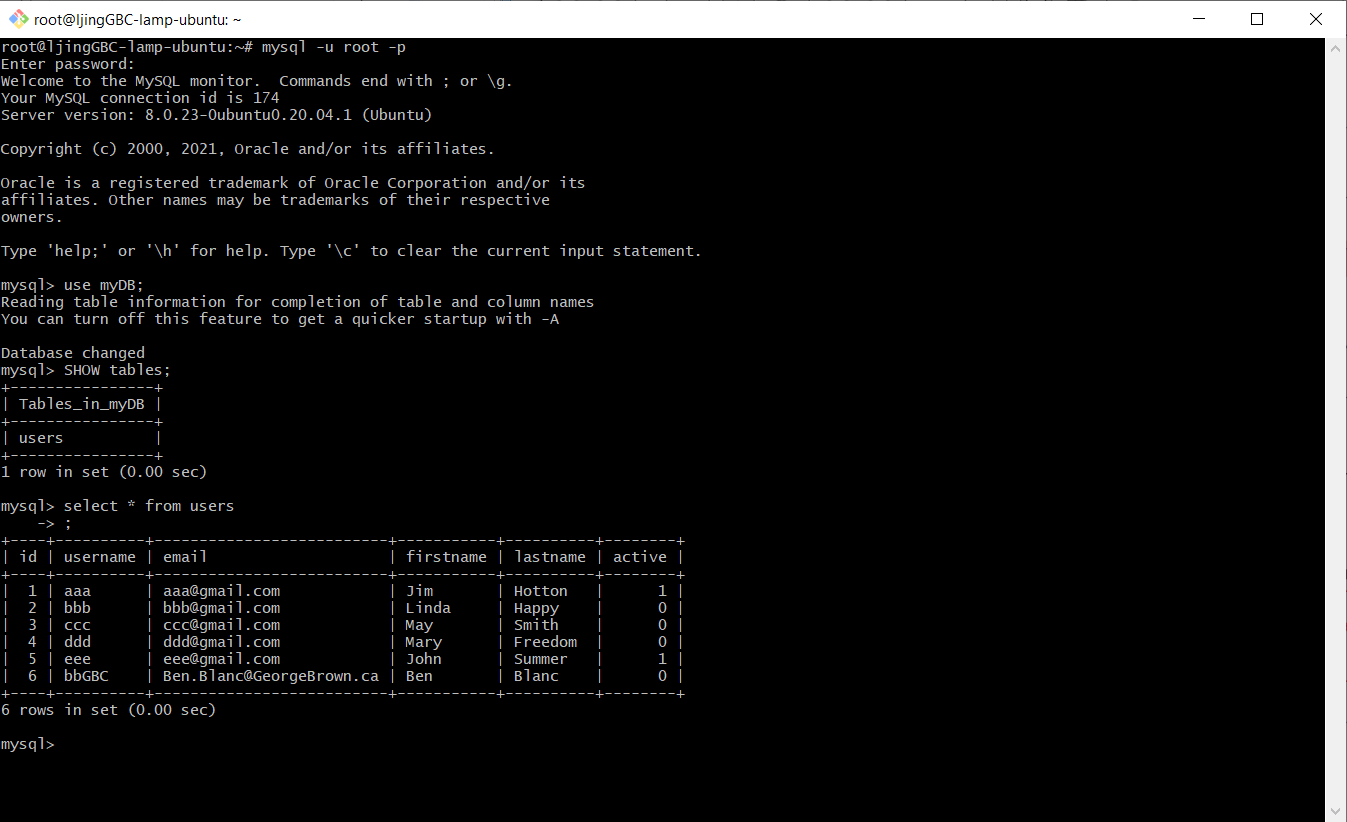 root@ljingGBC-lamp-ubuntu: ~
root@ljingGBC-lamp-ubuntu:~# mysql -u root -p
Enter password:
Welcome to the MySQL monitor.  Commands end with ; or \g.
Your MySQL connection id is 174
Server version: 8.0.23-0ubuntu0.20.04.1 (Ubuntu)

Copyright (c) 2000, 2021, Oracle and/or its affiliates.

Oracle is a registered trademark of Oracle Corporation and/or its
affiliates. Other names may be trademarks of their respective
owners.

Type 'help;' or '\h' for help. Type '\c' to clear the current input statement.

mysql> use myDB;
Reading table information for completion of table and column names
You can turn off this feature to get a quicker startup with -A

Database changed
mysql> SHOW tables;
+----------------+
| Tables_in_myDB |
+----------------+
| users          |
+----------------+
1 row in set (0.00 sec)

mysql> select * from users
    -> ;
+----+----------+--------------------------+-----------+----------+--------+
| id | username | email                    | firstname | lastname | active |
+----+----------+--------------------------+-----------+----------+--------+
|  1 | aaa      | aaa@gmail.com            | Jim       | Hotton   |      1 |
|  2 | bbb      | bbb@gmail.com            | Linda     | Happy    |      0 |
|  3 | ccc      | ccc@gmail.com            | May       | Smith    |      0 |
|  4 | ddd      | ddd@gmail.com            | Mary      | Freedom  |      0 |
|  5 | eee      | eee@gmail.com            | John      | Summer   |      1 |
|  6 | bbGBC    | Ben.Blanc@GeorgeBrown.ca | Ben       | Blanc    |      0 |
+----+----------+--------------------------+-----------+----------+--------+
6 rows in set (0.00 sec)

mysql>